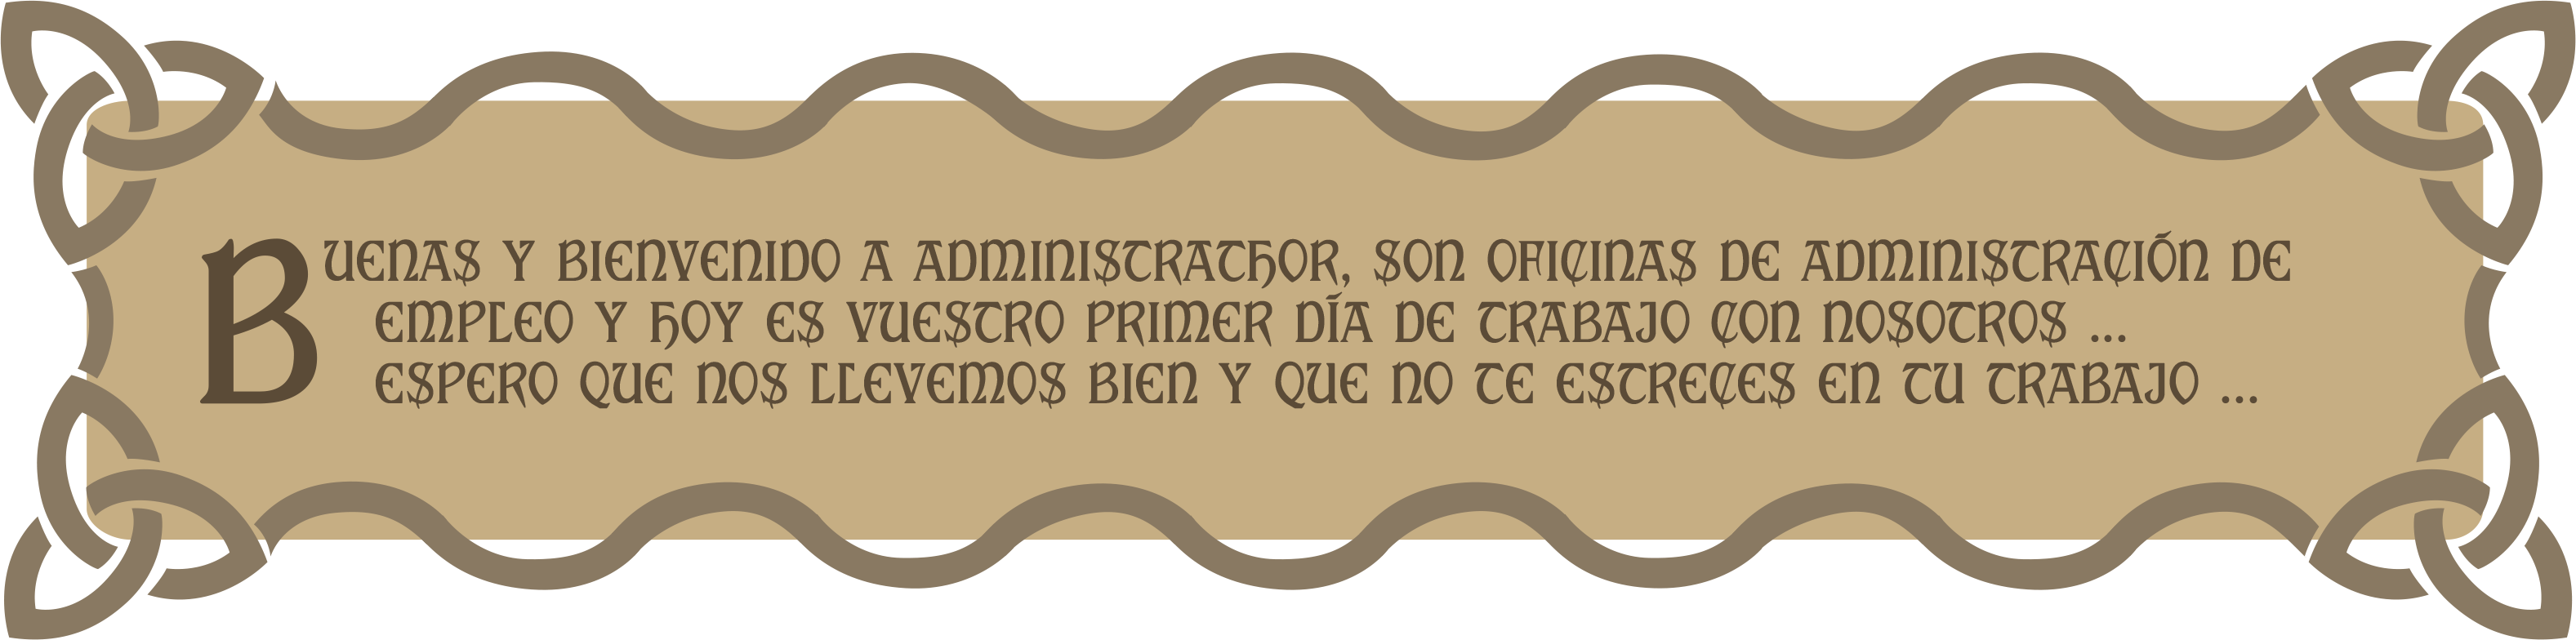 Buenas y bienvenido a AdministraThor, son oficinas de administración de
empleo y hoy es vuestro primer día de trabajo con nosotros ...
espero que nos llevemos bien y que no te estreces en tu trabajo ...